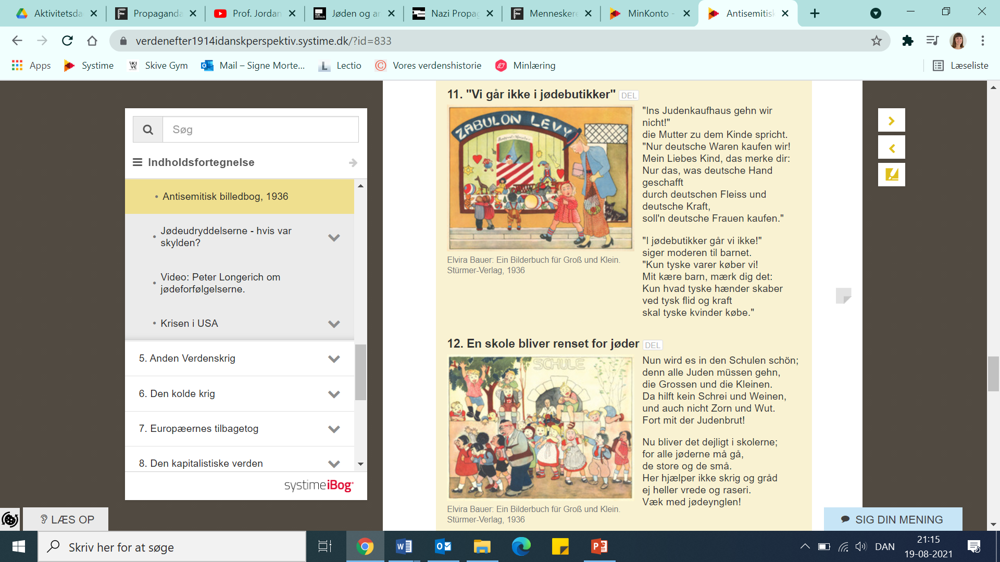 Aktivitetsda
Propaganda
Prof. Jordan
Jøden og ar
Nazi Propag
Menneskere
MinKonto -
Antisemitisk
verdenefter1914idanskperspektiv.systime.dk/?id=833
Apps
Systime
Skive Gym
Mail – Signe Morte...
Lectio
Vores verdenshistorie
Minlæring
Læseliste
Søg
Indholdsfortegnelse
Antisemitisk billedbog, 1936
Jødeudryddelserne - hvis var
skylden?
Video: Peter Longerich om
jødeforfølgelserne.
Krisen i USA
5. Anden Verdenskrig
6. Den kolde krig
7. Europæernes tilbagetog
8. Den kapitalistiske verden
systimeiBog
11. "Vi går ikke i jødebutikker" DEL
ZABULON LEVY
Elvira Bauer: Ein Bilderbuch für Groß und Klein.
Stürmer-Verlag, 1936
"Ins Judenkaufhaus gehn wir
nicht!"
die Mutter zu dem Kinde spricht.
"Nur deutsche Waren kaufen wir!
Mein Liebes Kind, das merke dir:
Nur das, was deutsche Hand
geschafft
durch deutschen Fleiss und
deutsche Kraft,
soll'n deutsche Frauen kaufen."
"I jødebutikker går vi ikke!"
siger moderen til barnet.
"Kun tyske varer køber vi!
Mit kære barn, mærk dig det:
Kun hvad tyske hænder skaber
ved tysk flid og kraft
skal tyske kvinder købe."
12. En skole bliver renset for jøder DEL
SCHULE
Elvira Bauer: Ein Bilderbuch für Groß und Klein.
Stürmer-Verlag, 1936
Nun wird es in den Schulen schön;
denn alle Juden müssen gehn,
die Grossen und die Kleinen.
Da hilft kein Schrei und Weinen,
und auch nicht Zorn und Wut.
Fort mit der Judenbrut!
Nu bliver det dejligt i skolerne;
for alle jøderne må gå,
de store og de små.
Her hjælper ikke skrig og gråd
ej heller vrede og raseri.
Væk med jødeynglen!
LÆS OP
SIG DIN MENING
Skriv her for at søge
DAN
21:15
19-08-2021